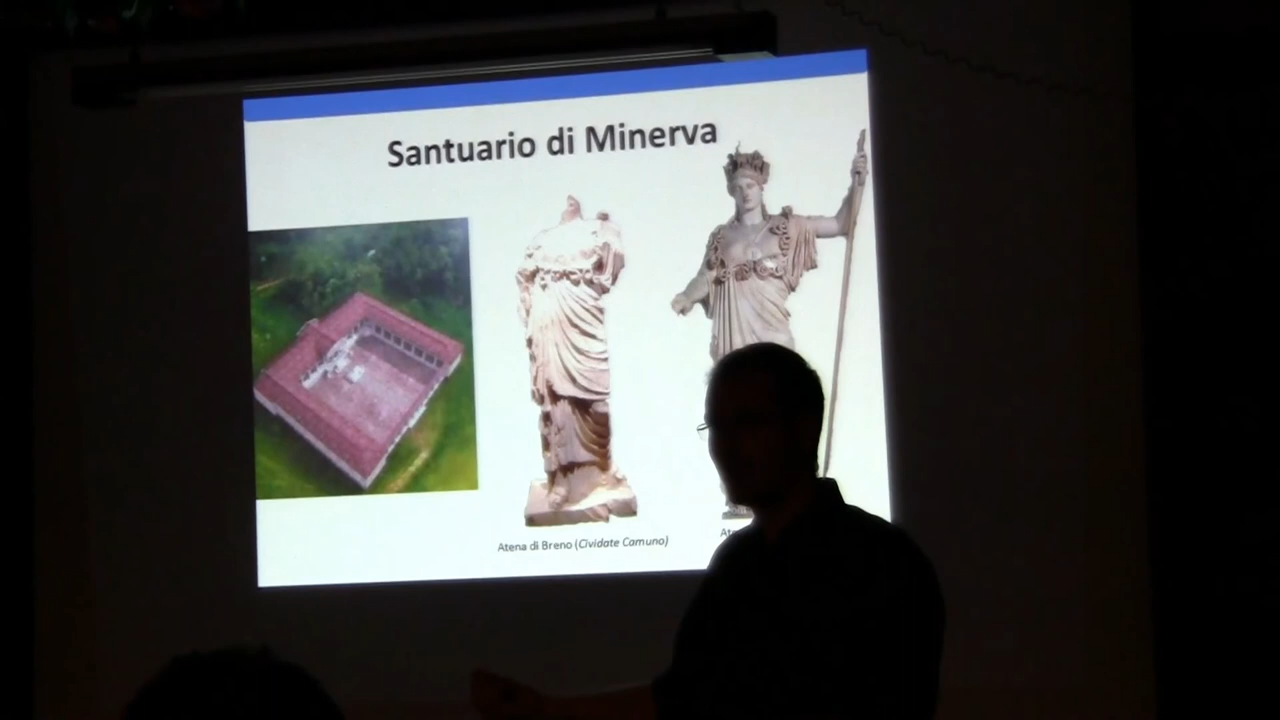 Santuario di Minerva
Atena di Breno (Cividate Camuno)